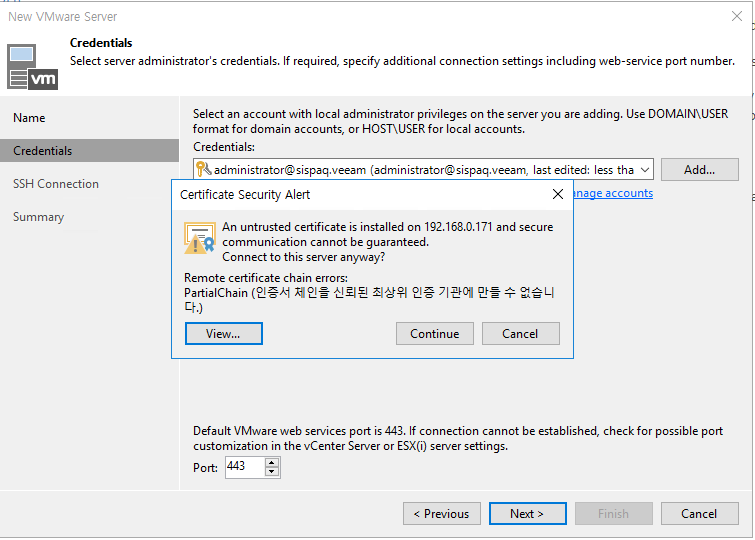 New VMware Server
Credentials
Select server administrator's credentials. If required, specify additional connection settings including web-service port number.
vm
Name
Credentials
SSH Connection
Summary
Select an account with local administrator privileges on the server you are adding. Use DOMAIN\USER
format for domain accounts, or HOST\USER for local accounts.
Credentials:
administrator@sispaq.veeam (administrator@sispaq.veeam, last edited: less tha
Add...
accounts
Certificate Security Alert
An untrusted certificate is installed on 192.168.0.171 and secure
communication cannot be guaranteed.
Connect to this server anyway?
Remote certificate chain errors:
PartialChain (인증서 체인을 신뢰된 최상위 인증 기관에 만들 수 없습니
다.)
View...
Continue
Cancel
Default VMware web services port is 443. If connection cannot be established, check for possible port
customization in the vCenter Server or ESX(i) server settings.
Port:
443
< Previous
Next >
Finish
Cancel